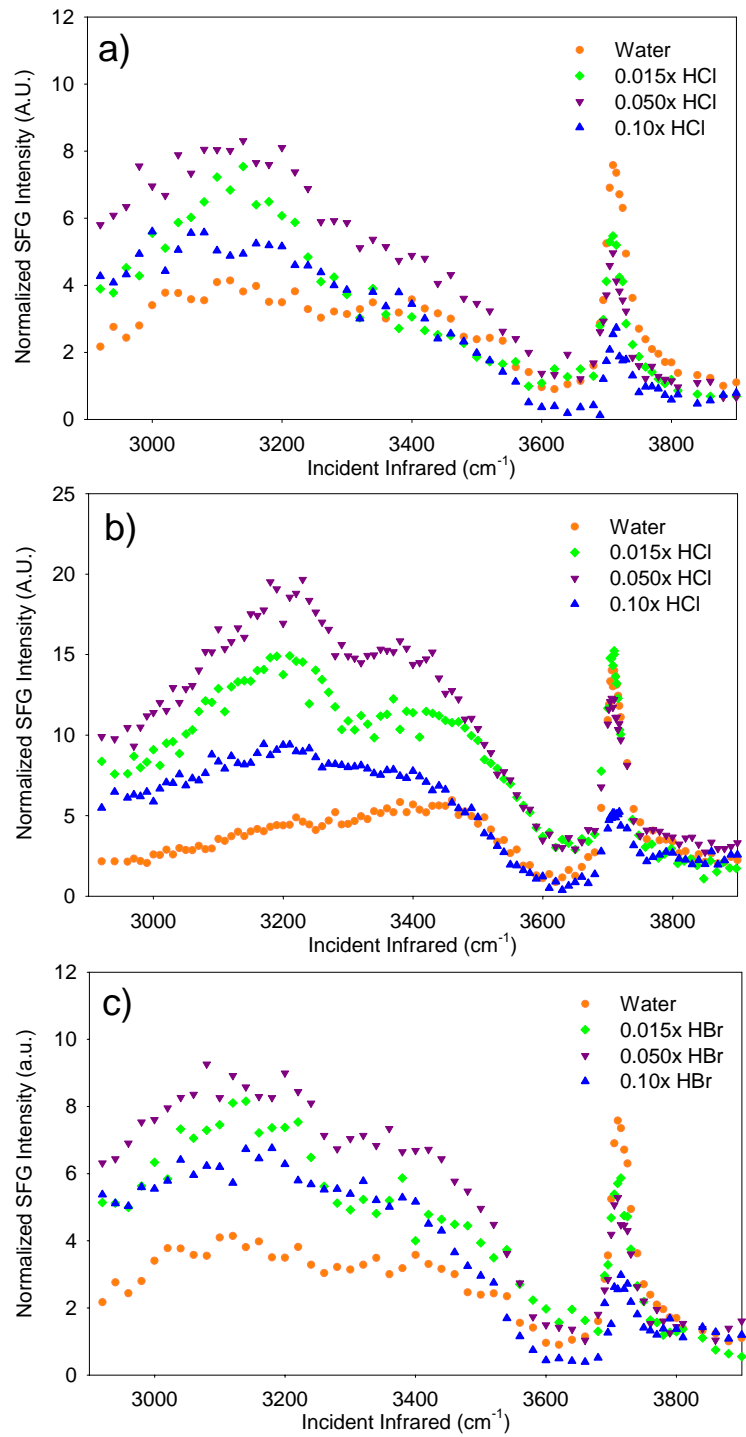 a)
Normalized SFG Intensity (A.U.)
12
10
8
6
4
2
0
Water
0.015x HCl
0.050x HCl
0.10x HCl
3000 3200 3400 3600 3800
Incident Infrared (cm-1)
b)
Normalized SFG Intensity (A.U.)
25
20
15
10
5
0
Water
0.015x HCl
0.050x HCl
0.10x HCl
3000 3200 3400 3600 3800
Incident Infrared (cm-1)
c)
Normalized SFG Intensity (a.u.)
12
10
8
6
4
2
0
Water
0.015x HBr
0.050x HBr
0.10x HBr
3000 3200 3400 3600 3800
Incident Infrared (cm-1)